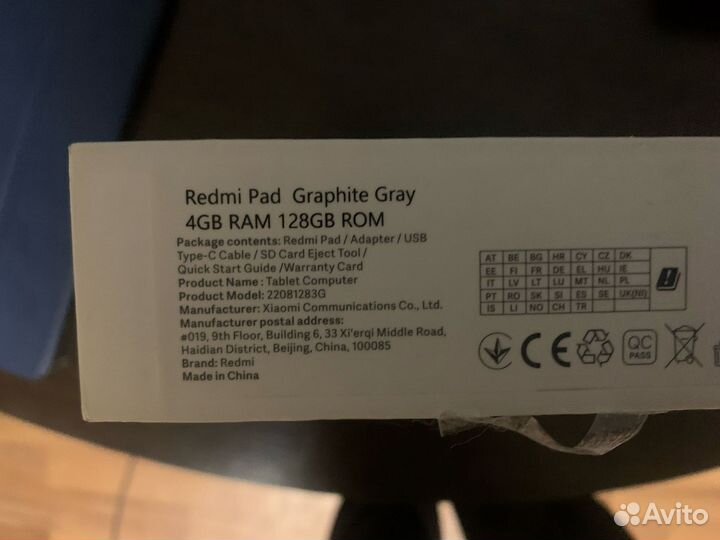 Redmi Pad Graphite Gray
4GB RAM 128GB ROM
Package contents: Redmi Pad / Adapter / USB
Type-C Cable / SD Card Eject Tool /
Quick Start Guide / Warranty Card
Product Name : Tablet Computer
Product Model: 22081283G
Manufacturer: Xiaomi Communications Co., Ltd.
Manufacturer postal address:
#019, 9th Floor, Building 6, 33 Xi'erqi Middle Road,
Haidian District, Beijing, China, 100085
Brand: Redmi
Made in China
AT BE BG HR CY CZ DK
EE FI FR DE EL HU IE
IT LV LT LU MT NL PL
PT RO SK SI ES SE UK(NI)
IS LI NO CH TR
CE
QC
PASS
Avito